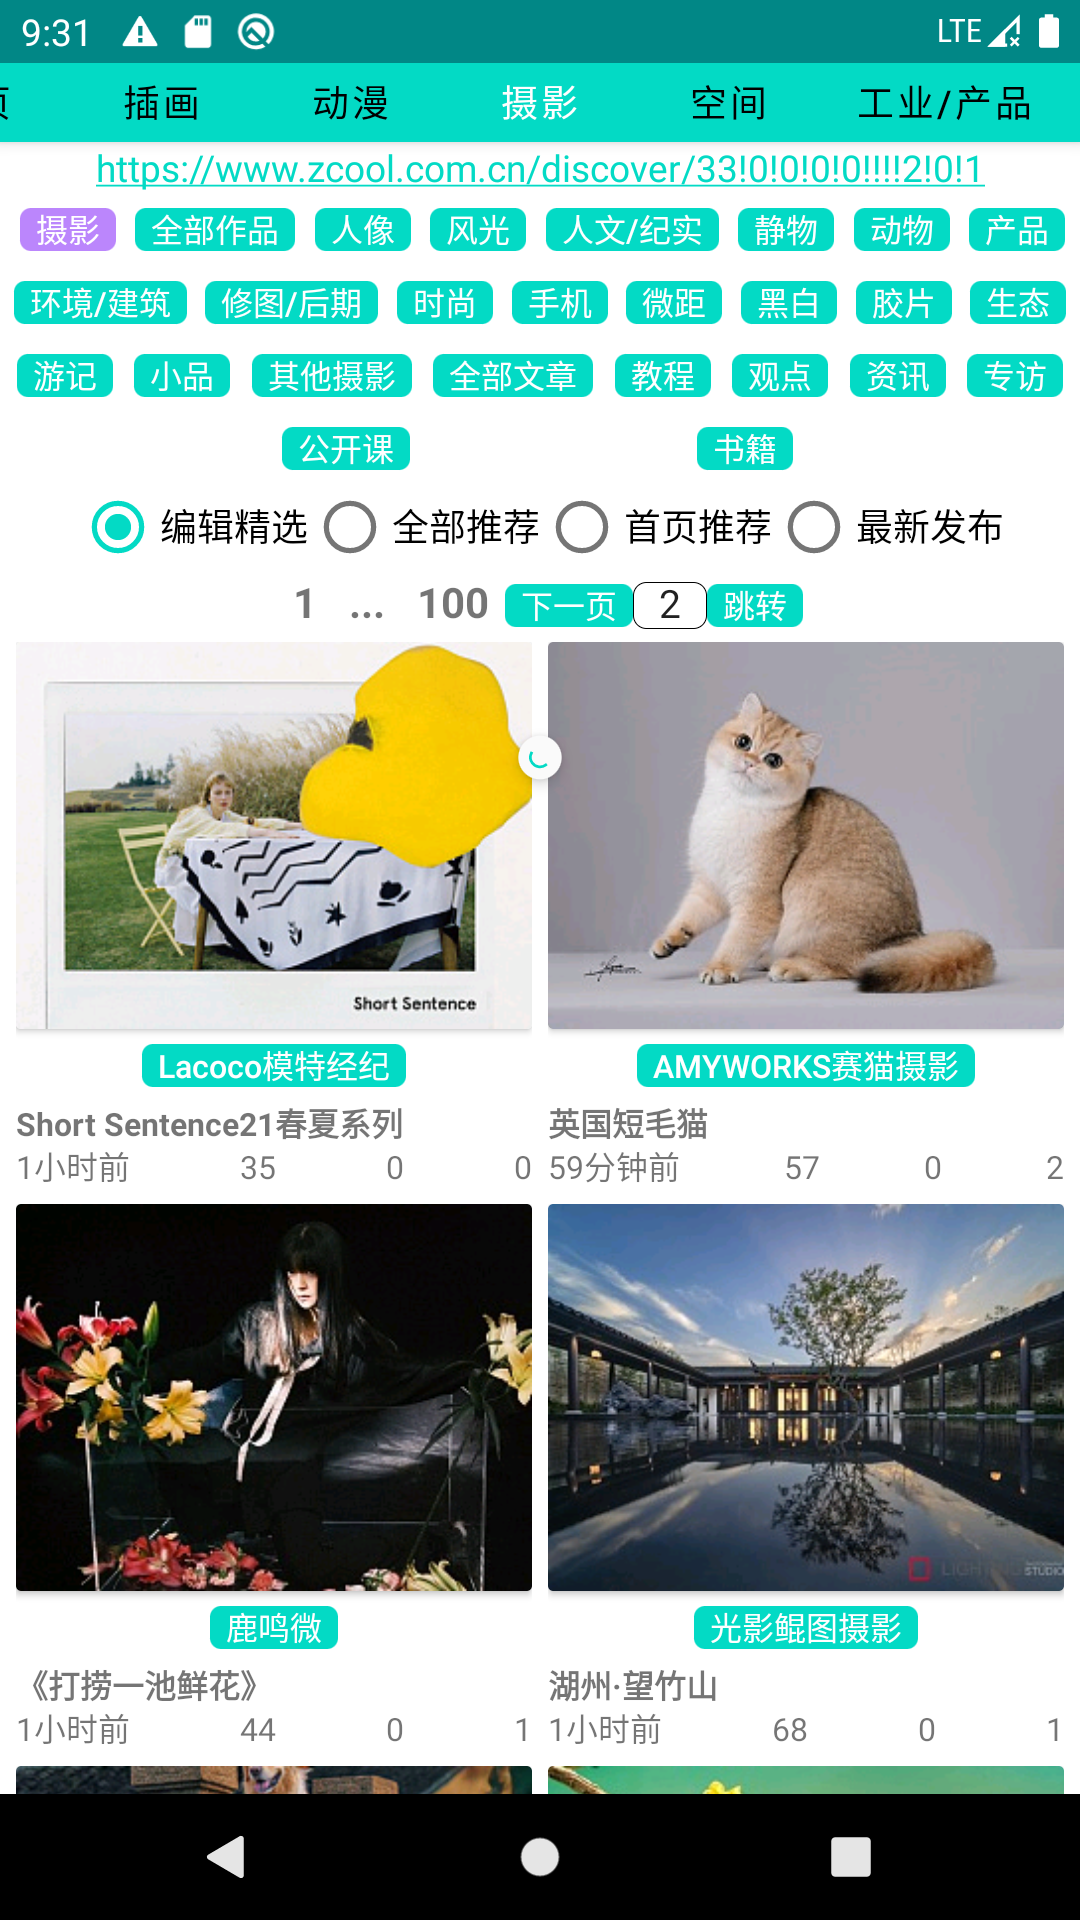 9:31 LTE
插画 动漫 摄影 空间 工业/产品
https://www.zcool.com.cn/discover/33!0!0!0!0!!!!2!0!1
摄影 全部作品 人像 风光 人文/纪实 静物 动物 产品
环境/建筑 修图/后期 时尚 手机 微距 黑白 胶片 生态
游记 小品 其他摄影 全部文章 教程 观点 资讯 专访
公开课 书籍
编辑精选 全部推荐 首页推荐 最新发布
1 ... 100 下一页 2 跳转
Short Sentence
Lacoco模特经纪
Short Sentence21春夏系列
1小时前 35 0 0
AMYWORKS赛猫摄影
英国短毛猫
59分钟前 57 0 2
鹿鸣微
《打捞一池鲜花》
1小时前 44 0 1
STUDIO
光影鲲图摄影
湖州·望竹山
1小时前 68 0 1